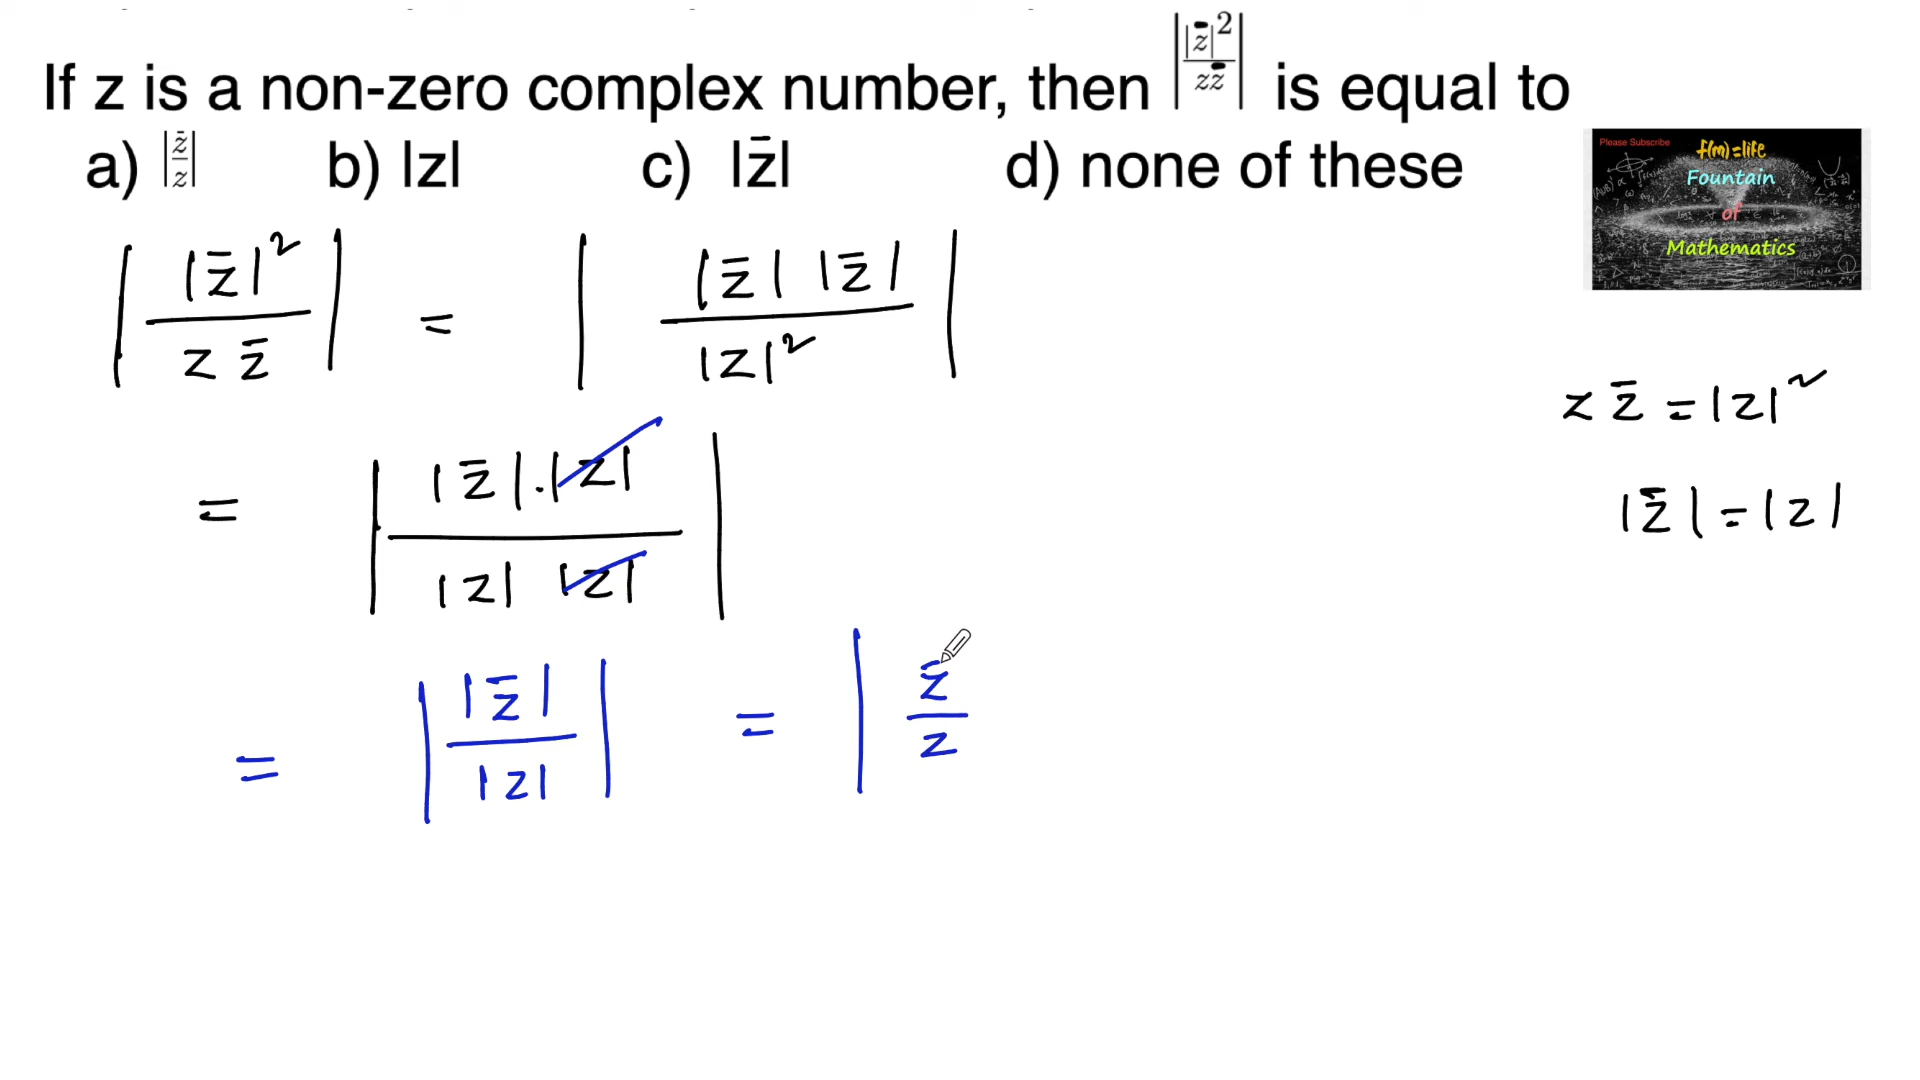 If z is a non-zero complex number, then | |z̄|² / zz̄ | is equal to
a) | z̄ / z | b) |z| c) |z̄| d) none of these
Please Subscribe
f(m)=life
Fountain
of
Mathematics
| |z̄|² / z z̄ | = | |z̄| |z̄| / |z|² |
z z̄ = |z|²
= | |z̄| . |z| / |z| |z| |
|z̄| = |z|
= | |z̄| / |z| | = | z̄ / z